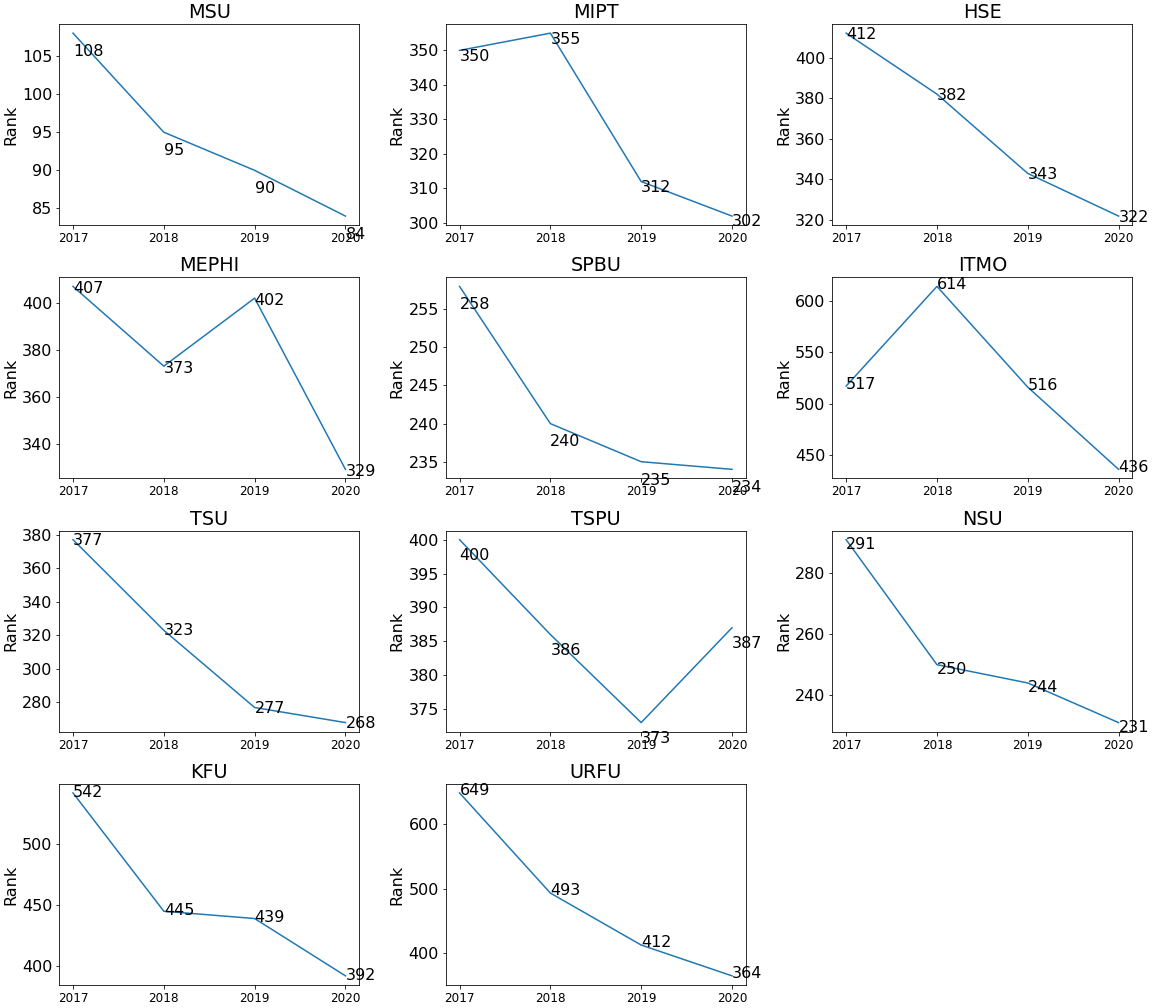 MSU
Rank
105
100
95
90
85
108
95
90
84
2017 2018 2019 2020
MIPT
Rank
350
340
330
320
310
300
350
355
312
302
2017 2018 2019 2020
HSE
Rank
400
380
360
340
320
412
382
343
322
2017 2018 2019 2020
MEPHI
Rank
400
380
360
340
407
373
402
329
2017 2018 2019 2020
SPBU
Rank
255
250
245
240
235
258
240
235
234
2017 2018 2019 2020
ITMO
Rank
600
550
500
450
517
614
516
436
2017 2018 2019 2020
TSU
Rank
380
360
340
320
300
280
377
323
277
268
2017 2018 2019 2020
TSPU
Rank
400
395
390
385
380
375
400
386
373
387
2017 2018 2019 2020
NSU
Rank
280
260
240
291
250
244
231
2017 2018 2019 2020
KFU
Rank
500
450
400
542
445
439
392
2017 2018 2019 2020
URFU
Rank
600
500
400
649
493
412
364
2017 2018 2019 2020